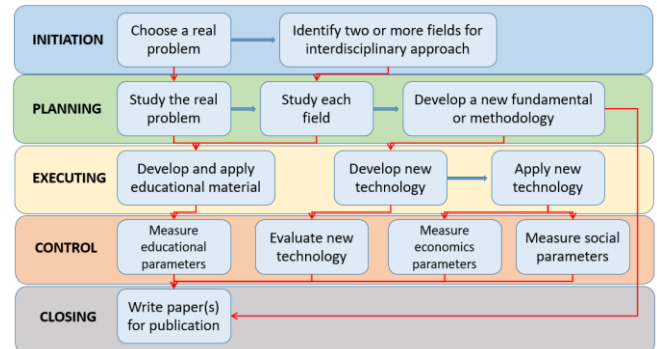 INITIATION
Choose a real
problem
Identify two or more fields for
interdisciplinary approach
PLANNING
Study the real
problem
Study each
field
Develop a new fundamental
or methodology
EXECUTING
Develop and apply
educational material
Develop new
technology
Apply new
technology
CONTROL
Measure
educational
parameters
Evaluate new
technology
Measure
economics
parameters
Measure social
parameters
CLOSING
Write paper(s)
for publication